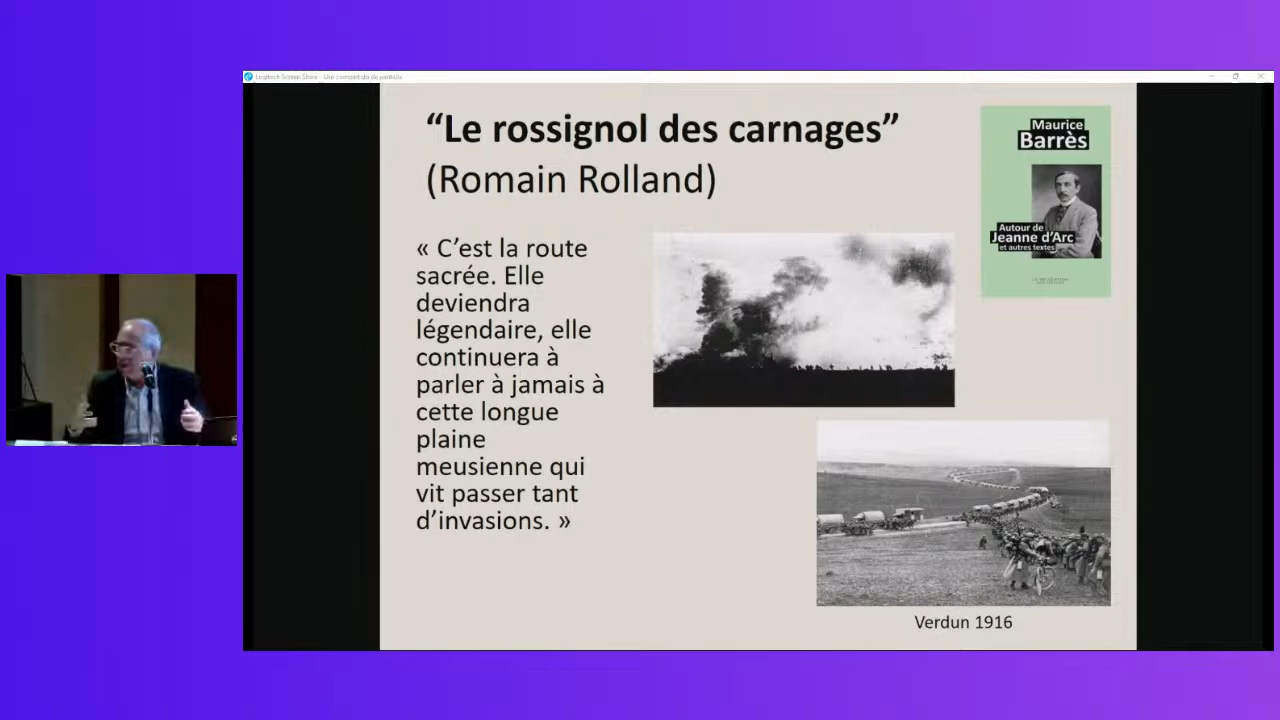 Logitech Screen Share - Uso compartido de pantalla
“Le rossignol des carnages”
(Romain Rolland)
Maurice
Barrès
Autour de
Jeanne d’Arc
et autres textes
« C’est la route
sacrée. Elle
deviendra
légendaire, elle
continuera à
parler à jamais à
cette longue
plaine
meusienne qui
vit passer tant
d’invasions. »
Verdun 1916